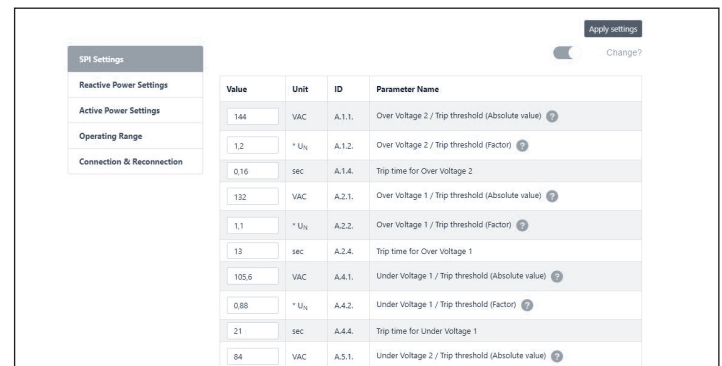 Apply settings
Change?
SPI Settings
Reactive Power Settings
Active Power Settings
Operating Range
Connection & Reconnection
Value Unit ID Parameter Name
144 VAC A.1.1. Over Voltage 2 / Trip threshold (Absolute value) ?
1,2 * UN A.1.2. Over Voltage 2 / Trip threshold (Factor) ?
0,16 sec A.1.4. Trip time for Over Voltage 2
132 VAC A.2.1. Over Voltage 1 / Trip threshold (Absolute value) ?
1,1 * UN A.2.2. Over Voltage 1 / Trip threshold (Factor) ?
13 sec A.2.4. Trip time for Over Voltage 1
105,6 VAC A.4.1. Under Voltage 1 / Trip threshold (Absolute value) ?
0,88 * UN A.4.2. Under Voltage 1 / Trip threshold (Factor) ?
21 sec A.4.4. Trip time for Under Voltage 1
84 VAC A.5.1. Under Voltage 2 / Trip threshold (Absolute value) ?